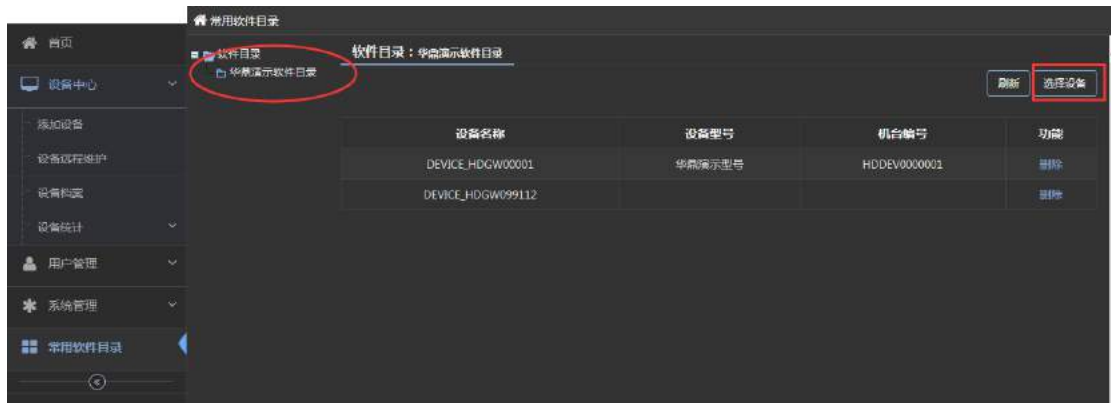 常用软件目录
首页
设备中心
添加设备
设备远程维护
设备档案
设备统计
用户管理
系统管理
常用软件目录
软件目录
华鼎演示软件目录
软件目录：华鼎演示软件目录
刷新 选择设备
设备名称 设备型号 机台编号 功能
DEVICE_HDGW00001 华鼎演示型号 HDDEV0000001 删除
DEVICE_HDGW099112 删除